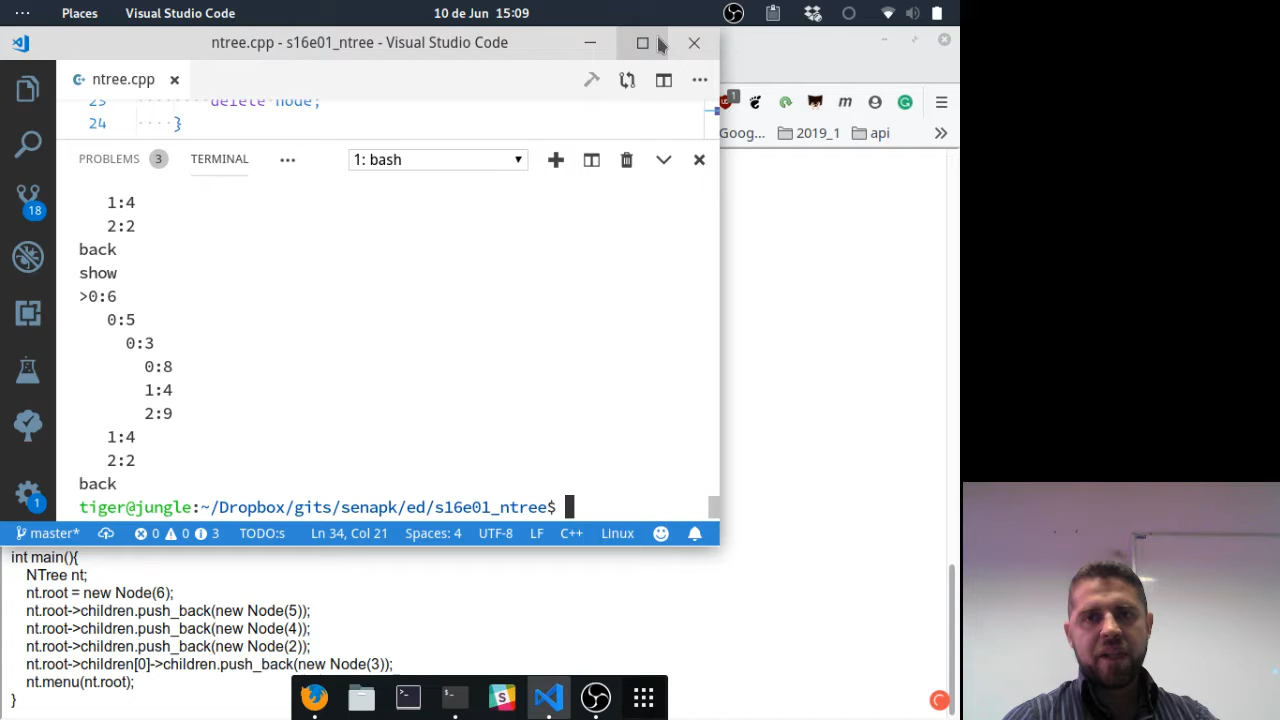 Places
Visual Studio Code
10 de Jun 15:09
ntree.cpp - s16e01_ntree - Visual Studio Code
ntree.cpp
23 delete node;
24 }
1
Goog... 2019_1 api
PROBLEMS 3 TERMINAL
1: bash
1:4
2:2
back
show
>0:6
0:5
0:3
0:8
1:4
2:9
1:4
2:2
back
tiger@jungle:~/Dropbox/gits/senapk/ed/s16e01_ntree$
18
1
master* 0 0 3 TODO:s Ln 34, Col 21 Spaces: 4 UTF-8 LF C++ Linux
int main(){
NTree nt;
nt.root = new Node(6);
nt.root->children.push_back(new Node(5));
nt.root->children.push_back(new Node(4));
nt.root->children.push_back(new Node(2));
nt.root->children[0]->children.push_back(new Node(3));
nt.menu(nt.root);
}